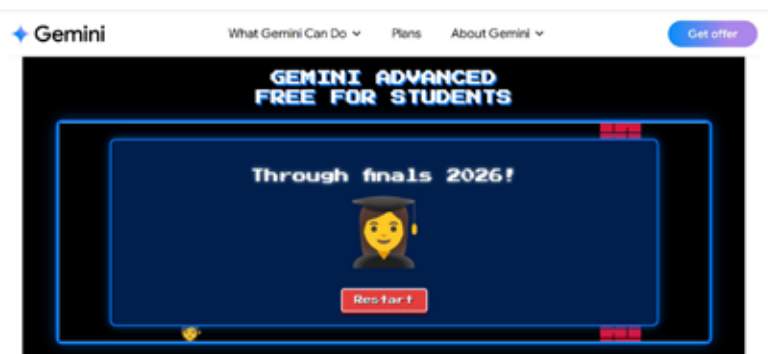 Gemini
What Gemini Can Do
Plans
About Gemini
Get offer
GEMINI ADVANCED
FREE FOR STUDENTS
Through finals 2026!
Restart